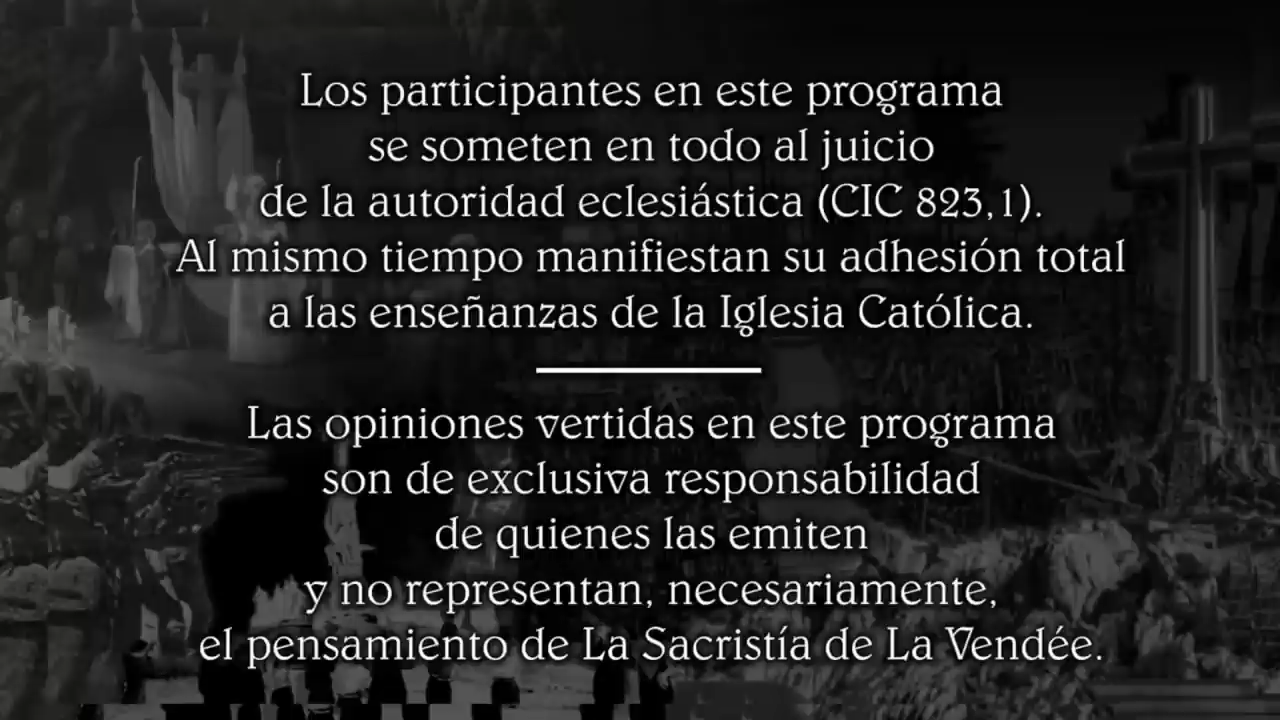 Los participantes en este programa
se someten en todo al juicio
de la autoridad eclesiástica (CIC 823,1).
Al mismo tiempo manifiestan su adhesión total
a las enseñanzas de la Iglesia Católica.
Las opiniones vertidas en este programa
son de exclusiva responsabilidad
de quienes las emiten
y no representan, necesariamente,
el pensamiento de La Sacristía de La Vendée.